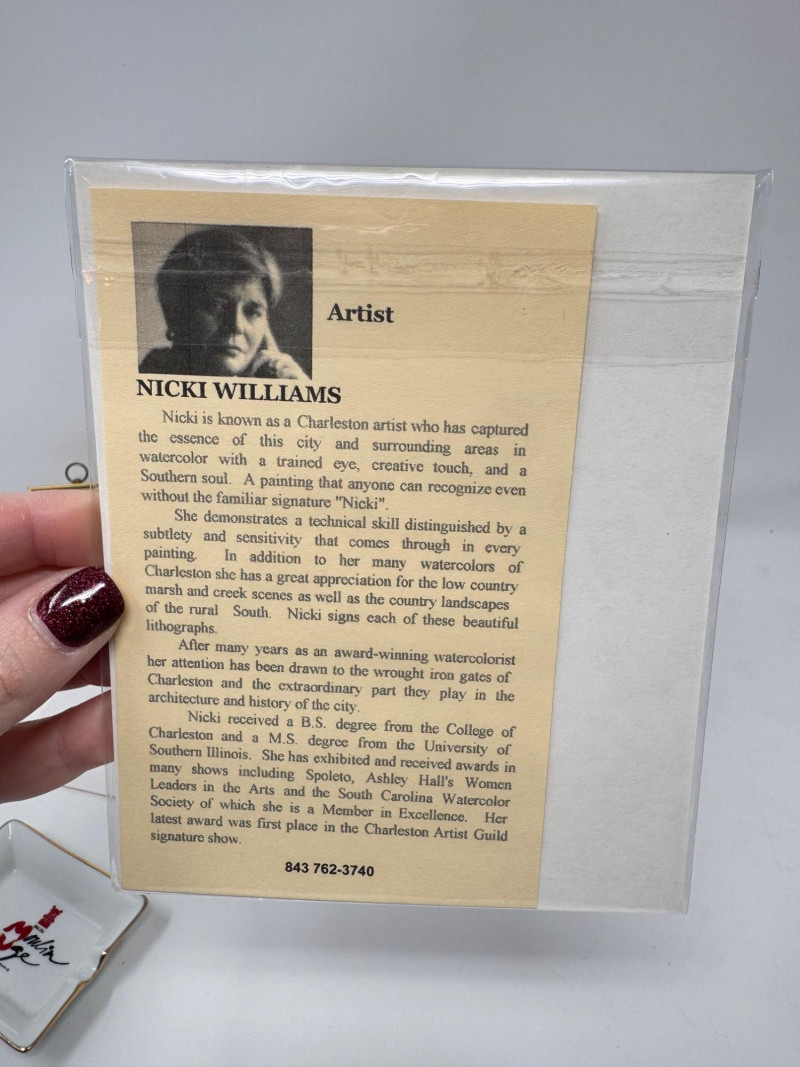 Artist
NICKI WILLIAMS
Nicki is known as a Charleston artist who has captured
the essence of this city and surrounding areas in
watercolor with a trained eye, creative touch, and a
Southern soul. A painting that anyone can recognize even
without the familiar signature "Nicki".
She demonstrates a technical skill distinguished by a
subtlety and sensitivity that comes through in every
painting. In addition to her many watercolors of
Charleston she has a great appreciation for the low country
marsh and creek scenes as well as the country landscapes
of the rural South. Nicki signs each of these beautiful
lithographs.
After many years as an award-winning watercolorist
her attention has been drawn to the wrought iron gates of
Charleston and the extraordinary part they play in the
architecture and history of the city.
Nicki received a B.S. degree from the College of
Charleston and a M.S. degree from the University of
Southern Illinois. She has exhibited and received awards in
many shows including Spoleto, Ashley Hall's Women
Leaders in the Arts and the South Carolina Watercolor
Society of which she is a Member in Excellence. Her
latest award was first place in the Charleston Artist Guild
signature show.
843 762-3740
Moulin